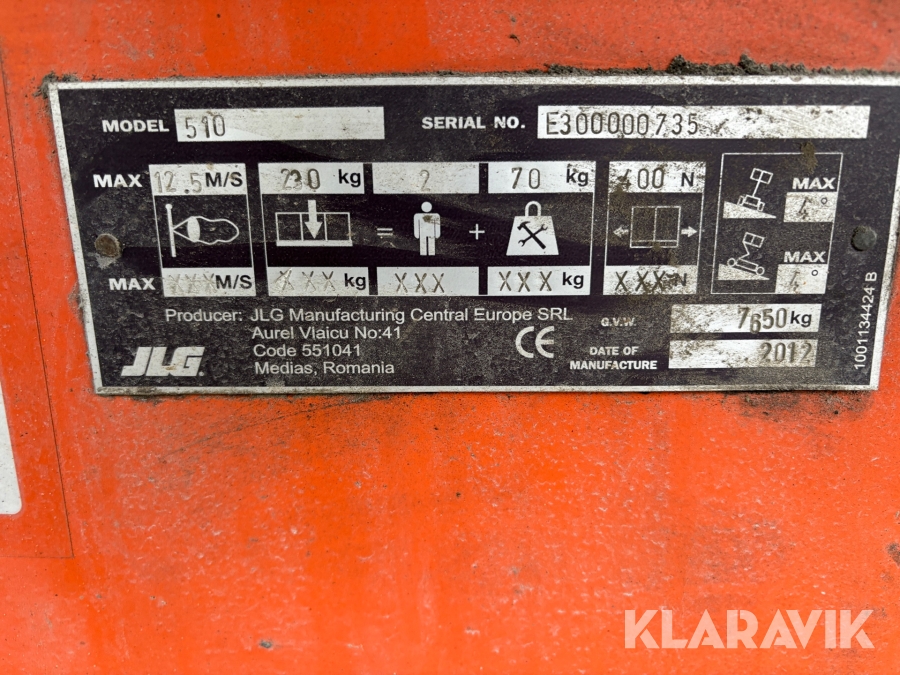 MODEL 510 SERIAL NO. E300000735
MAX 12.5 M/S 230 kg 2 70 kg 400 N MAX 4°
= +
MAX XXX M/S XXX kg XXX XXX kg XXX N MAX 4°
Producer: JLG Manufacturing Central Europe SRL
Aurel Vlaicu No:41
Code 551041
Medias, Romania
JLG
CE
G.V.W. 7650 kg
DATE OF MANUFACTURE 2012
1001134424 B
KLARAVIK